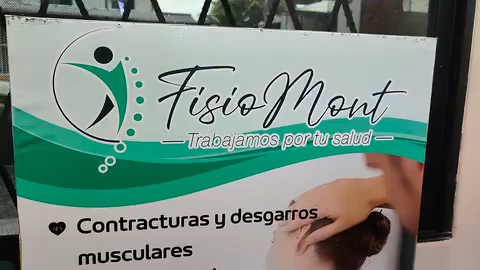 FisioMont
Trabajamos por tu salud
Contracturas y desgarros
musculares